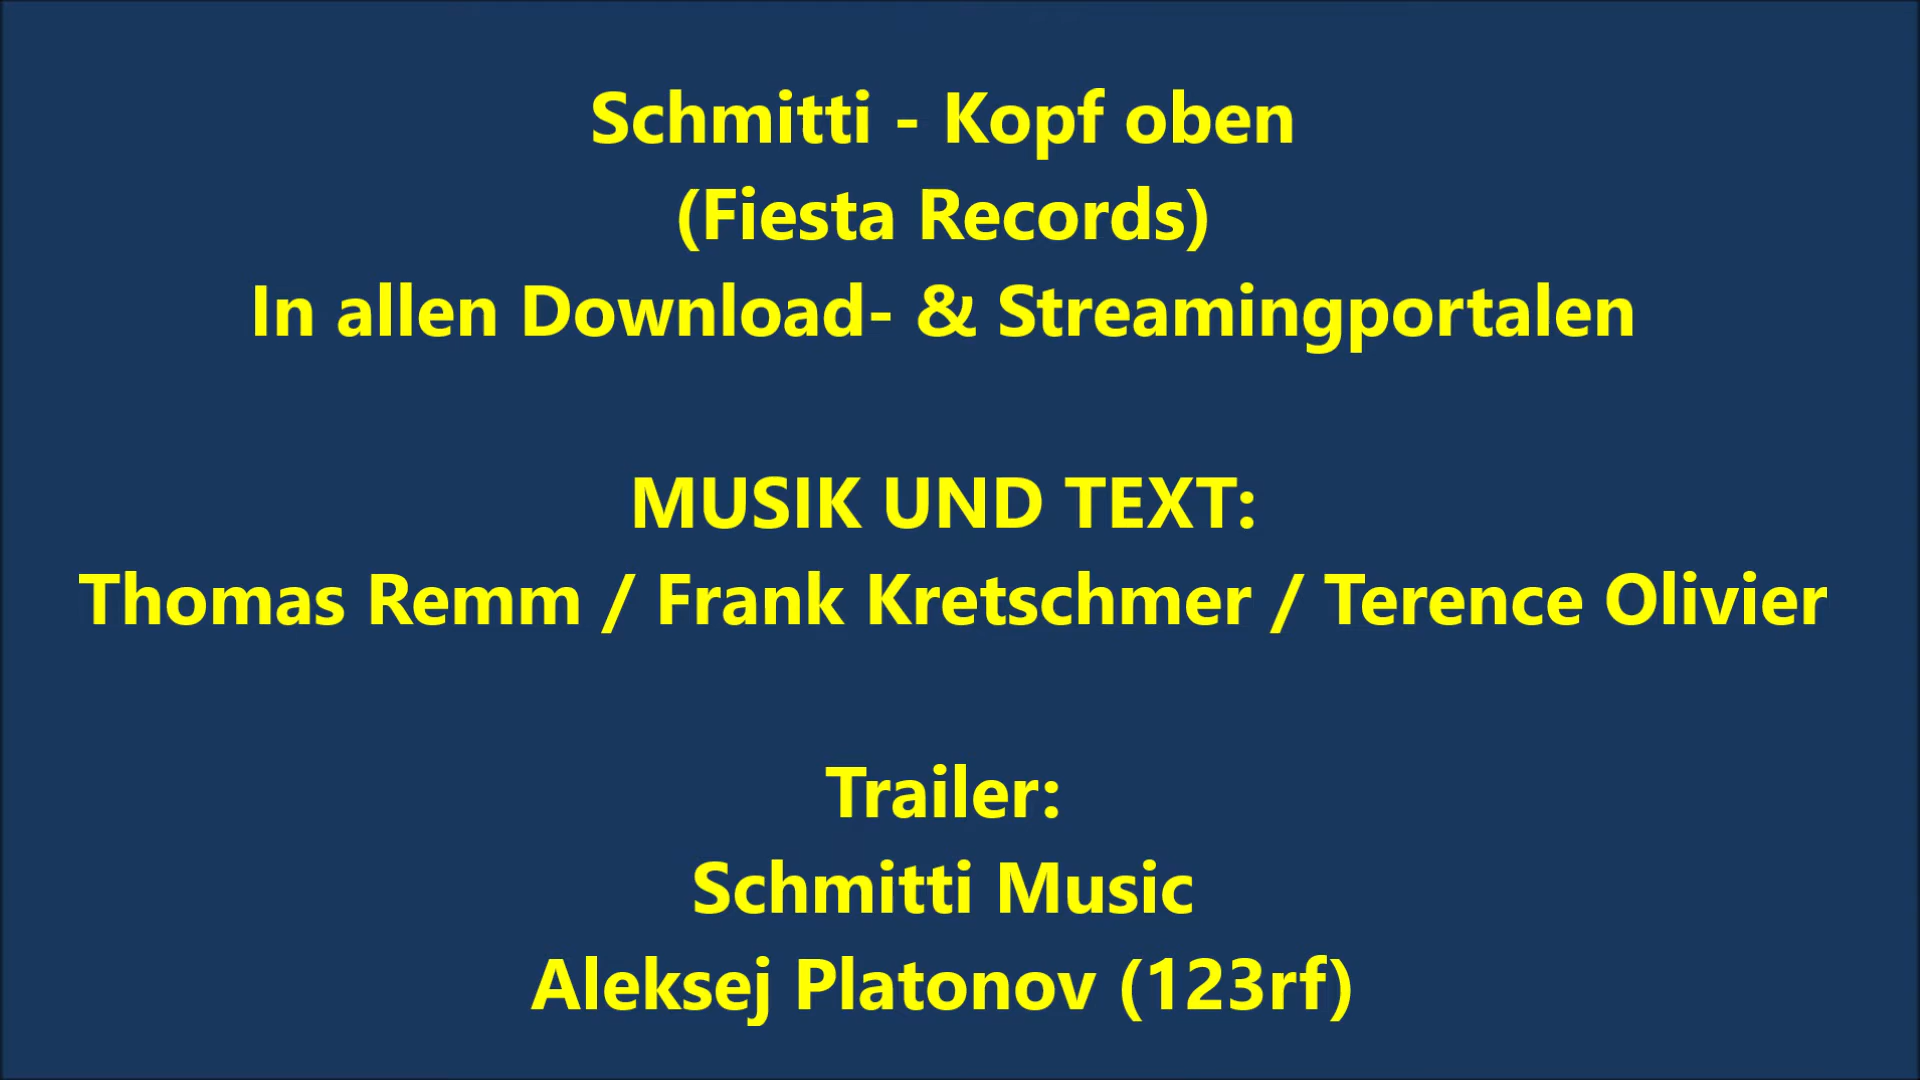 Schmitti - Kopf oben
(Fiesta Records)
In allen Download- & Streamingportalen
MUSIK UND TEXT:
Thomas Remm / Frank Kretschmer / Terence Olivier
Trailer:
Schmitti Music
Aleksej Platonov (123rf)